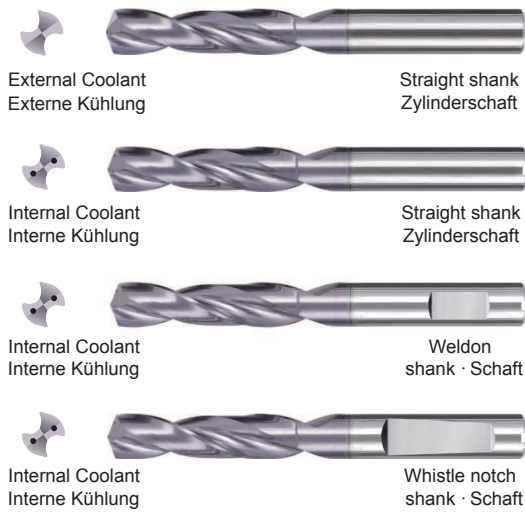 External Coolant
Externe Kühlung
Straight shank
Zylinderschaft
Internal Coolant
Interne Kühlung
Straight shank
Zylinderschaft
Internal Coolant
Interne Kühlung
Weldon
shank · Schaft
Internal Coolant
Interne Kühlung
Whistle notch
shank · Schaft